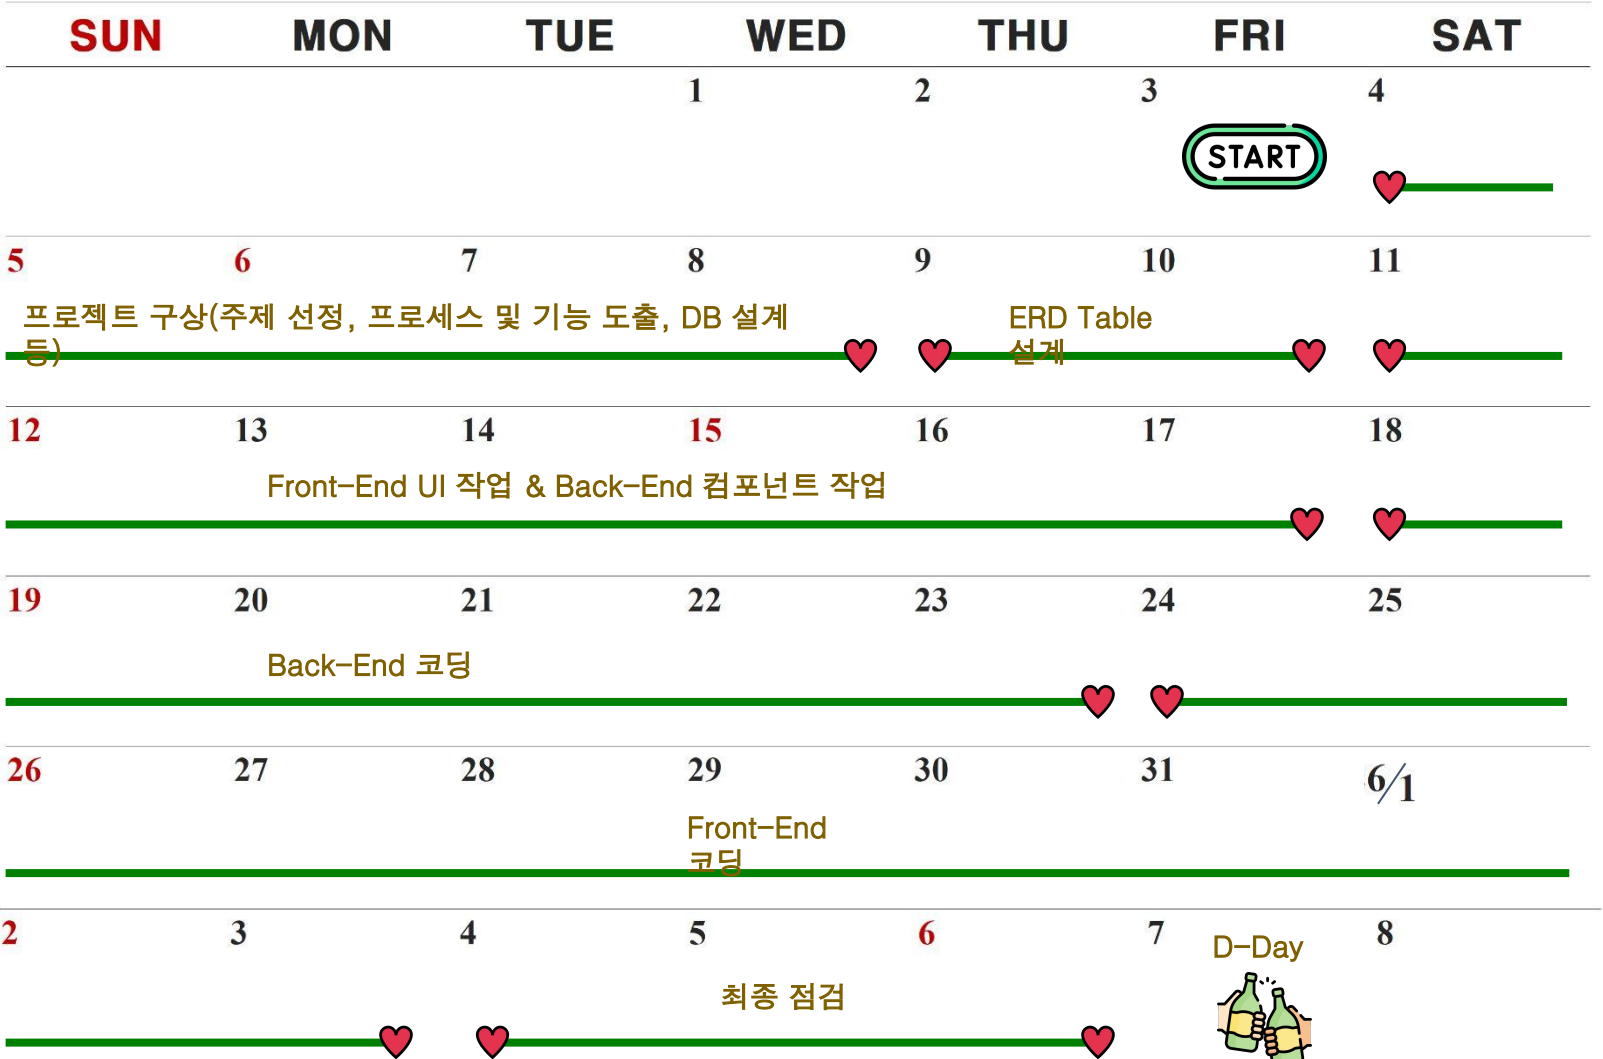 SUN MON TUE WED THU FRI SAT
1 2 3 4
START
5 6 7 8 9 10 11
프로젝트 구상(주제 선정, 프로세스 및 기능 도출, DB 설계
등)
ERD Table
설계
12 13 14 15 16 17 18
Front-End UI 작업 & Back-End 컴포넌트 작업
19 20 21 22 23 24 25
Back-End 코딩
26 27 28 29 30 31 6/1
Front-End
코딩
2 3 4 5 6 7 8
D-Day
최종 점검